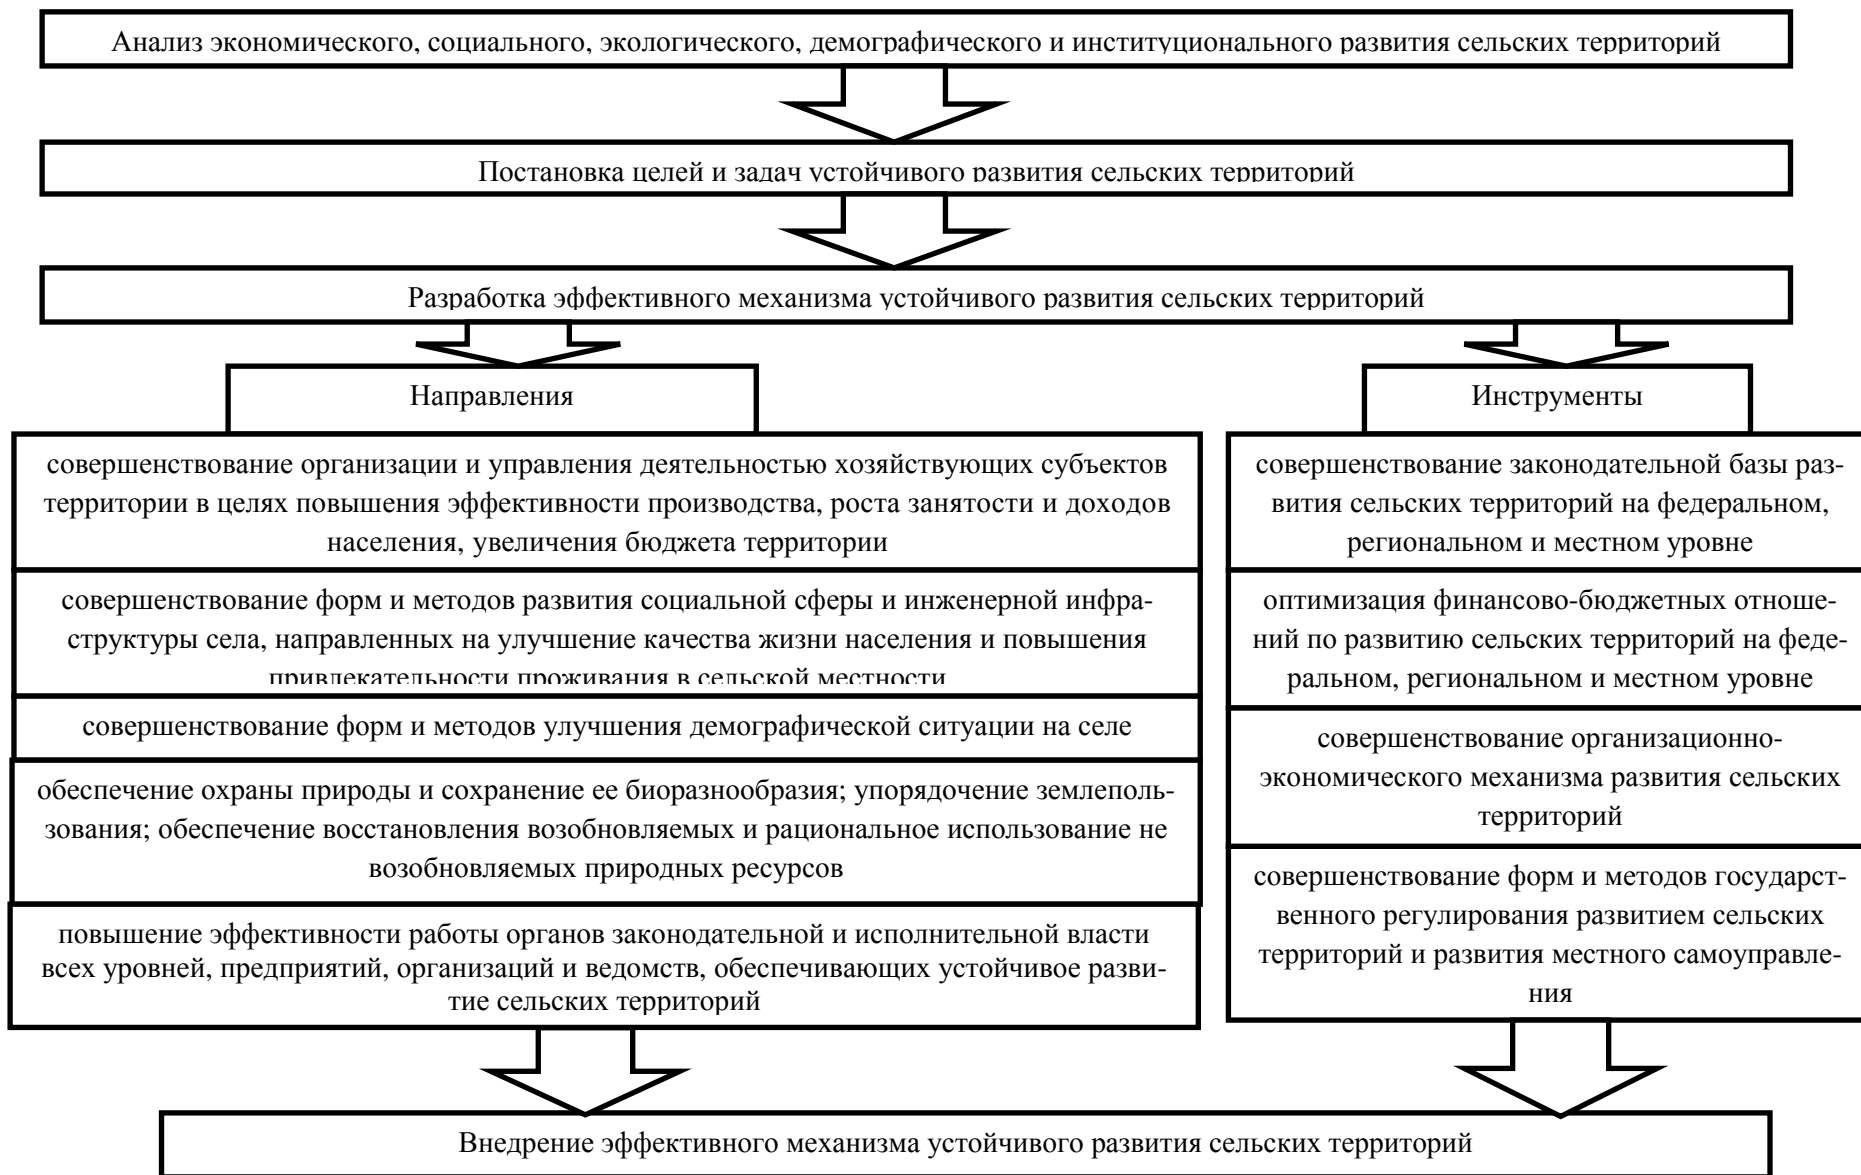 Анализ экономического, социального, экологического, демографического и институционального развития сельских территорий
Постановка целей и задач устойчивого развития сельских территорий
Разработка эффективного механизма устойчивого развития сельских территорий
Направления
совершенствование организации и управления деятельностью хозяйствующих субъектов
территории в целях повышения эффективности производства, роста занятости и доходов
населения, увеличения бюджета территории
совершенствование форм и методов развития социальной сферы и инженерной инфра-
структуры села, направленных на улучшение качества жизни населения и повышения
привлекательности проживания в сельской местности
совершенствование форм и методов улучшения демографической ситуации на селе
обеспечение охраны природы и сохранение ее биоразнообразия; упорядочение землеполь-
зования; обеспечение восстановления возобновляемых и рациональное использование не
возобновляемых природных ресурсов
повышение эффективности работы органов законодательной и исполнительной власти
всех уровней, предприятий, организаций и ведомств, обеспечивающих устойчивое разви-
тие сельских территорий
Инструменты
совершенствование законодательной базы раз-
вития сельских территорий на федеральном,
региональном и местном уровне
оптимизация финансово-бюджетных отноше-
ний по развитию сельских территорий на феде-
ральном, региональном и местном уровне
совершенствование организационно-
экономического механизма развития сельских
территорий
совершенствование форм и методов государст-
венного регулирования развитием сельских
территорий и развития местного самоуправле-
ния
Внедрение эффективного механизма устойчивого развития сельских территорий